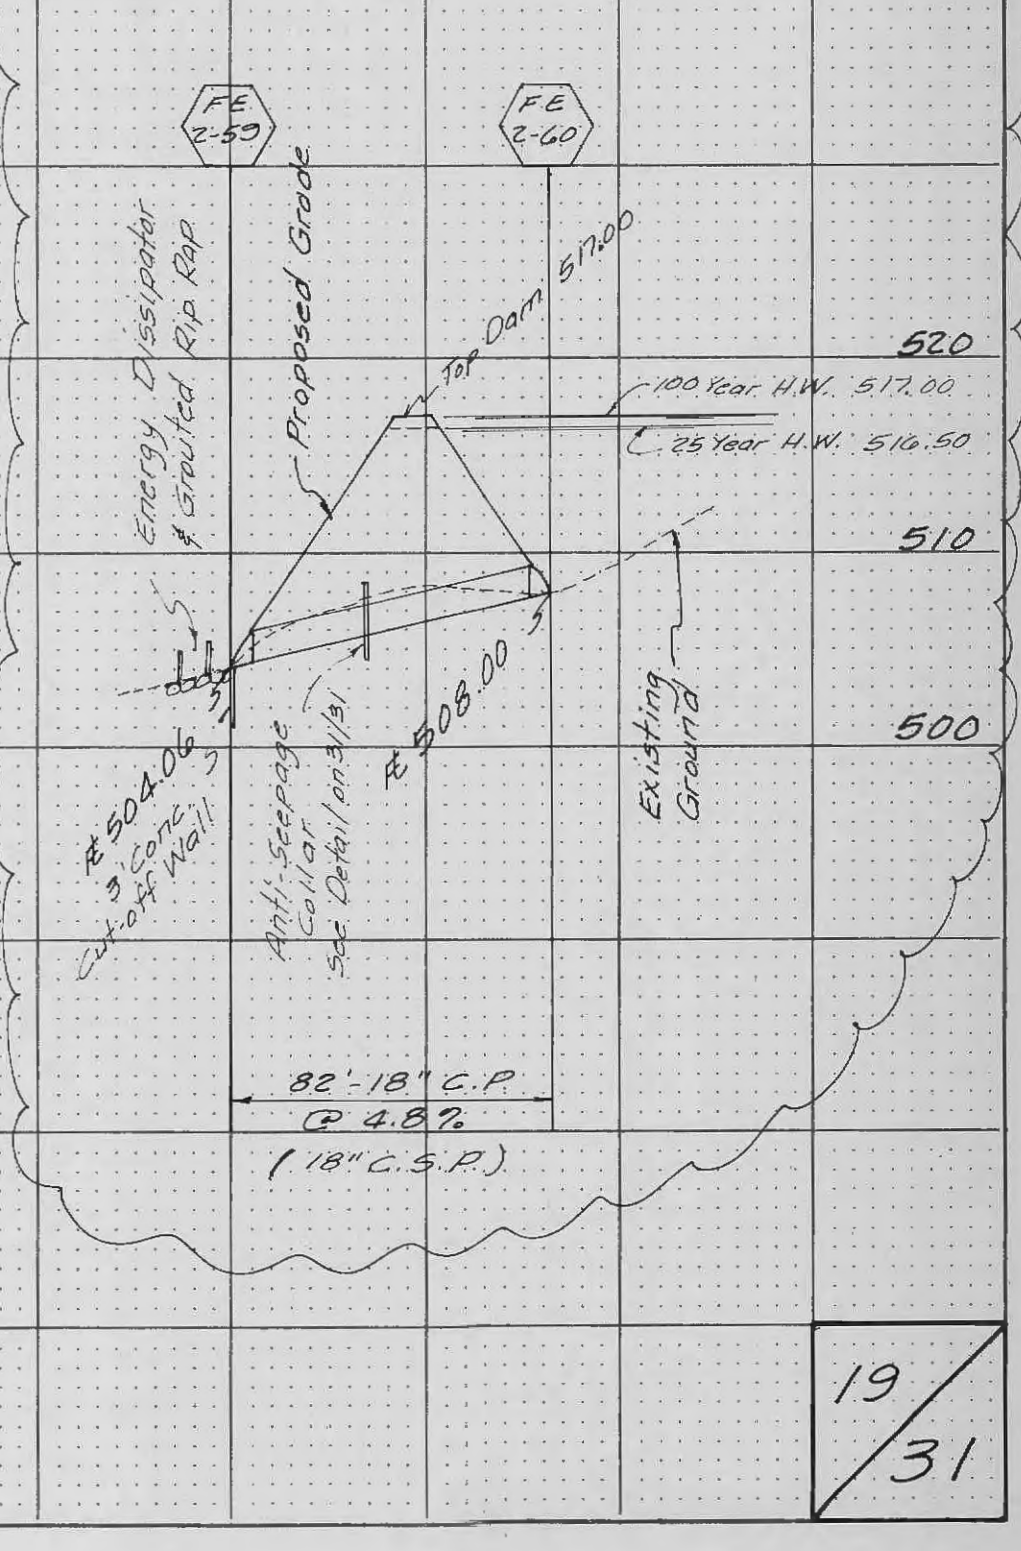 FE
2-59
FE
2-60
Energy Dissipator
& Grouted Rip Rap
Proposed Grade
Top Dam 517.00
520
100 Year H.W. 517.00
25 Year H.W. 516.50
510
500
508.00
Existing
Ground
504.06
3' Conc.
Cut-off Wall
Anti-Seepage
Collar
See Detail on 31/31
82'-18" C.P.
@ 4.8%
(18" C.S.P.)
19
31